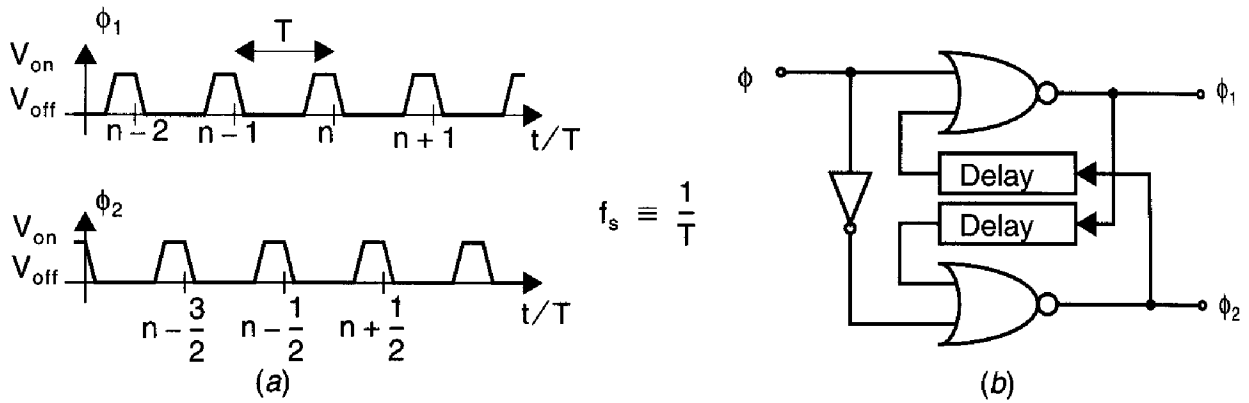 ϕ1
T
Von
Voff
n − 2
n − 1
n
n + 1
t/T
ϕ2
Von
Voff
n − 3/2
n − 1/2
n + 1/2
t/T
(a)
fs ≡ 1/T
ϕ
ϕ1
Delay
Delay
ϕ2
(b)